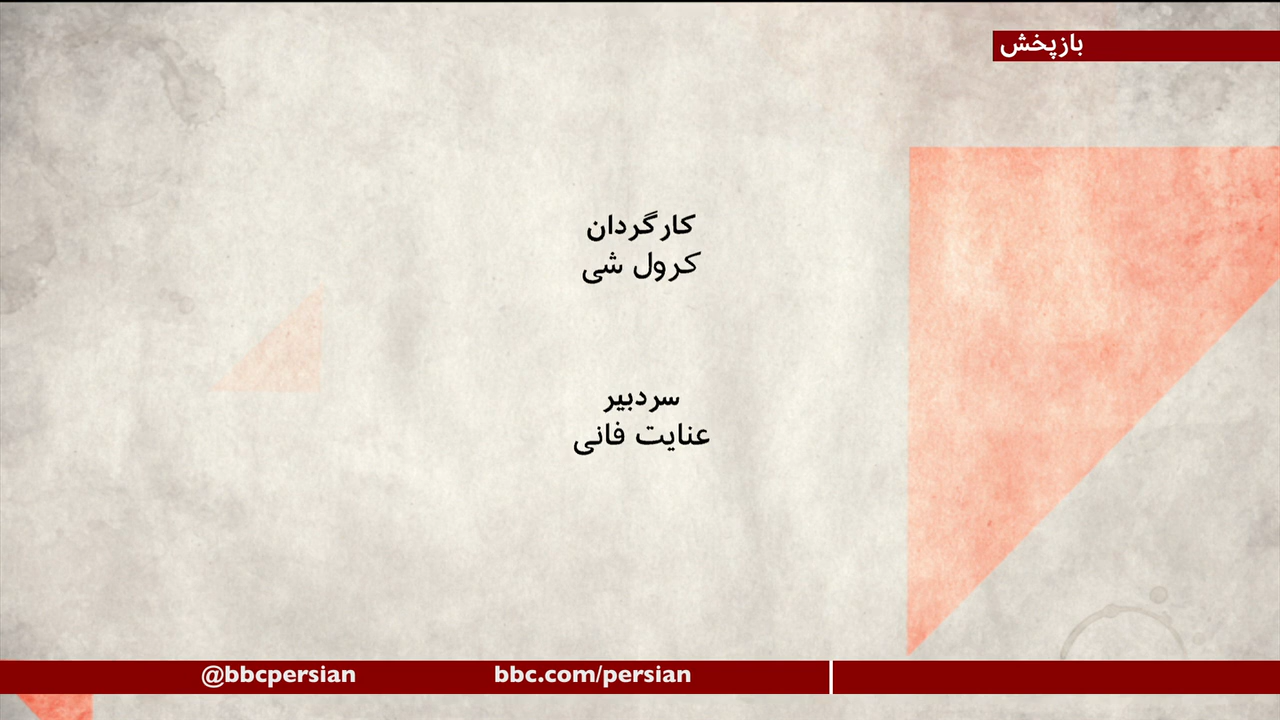 بازپخش
کارگردان
کرول شی
سردبیر
عنایت فانی
@bbcpersian
bbc.com/persian